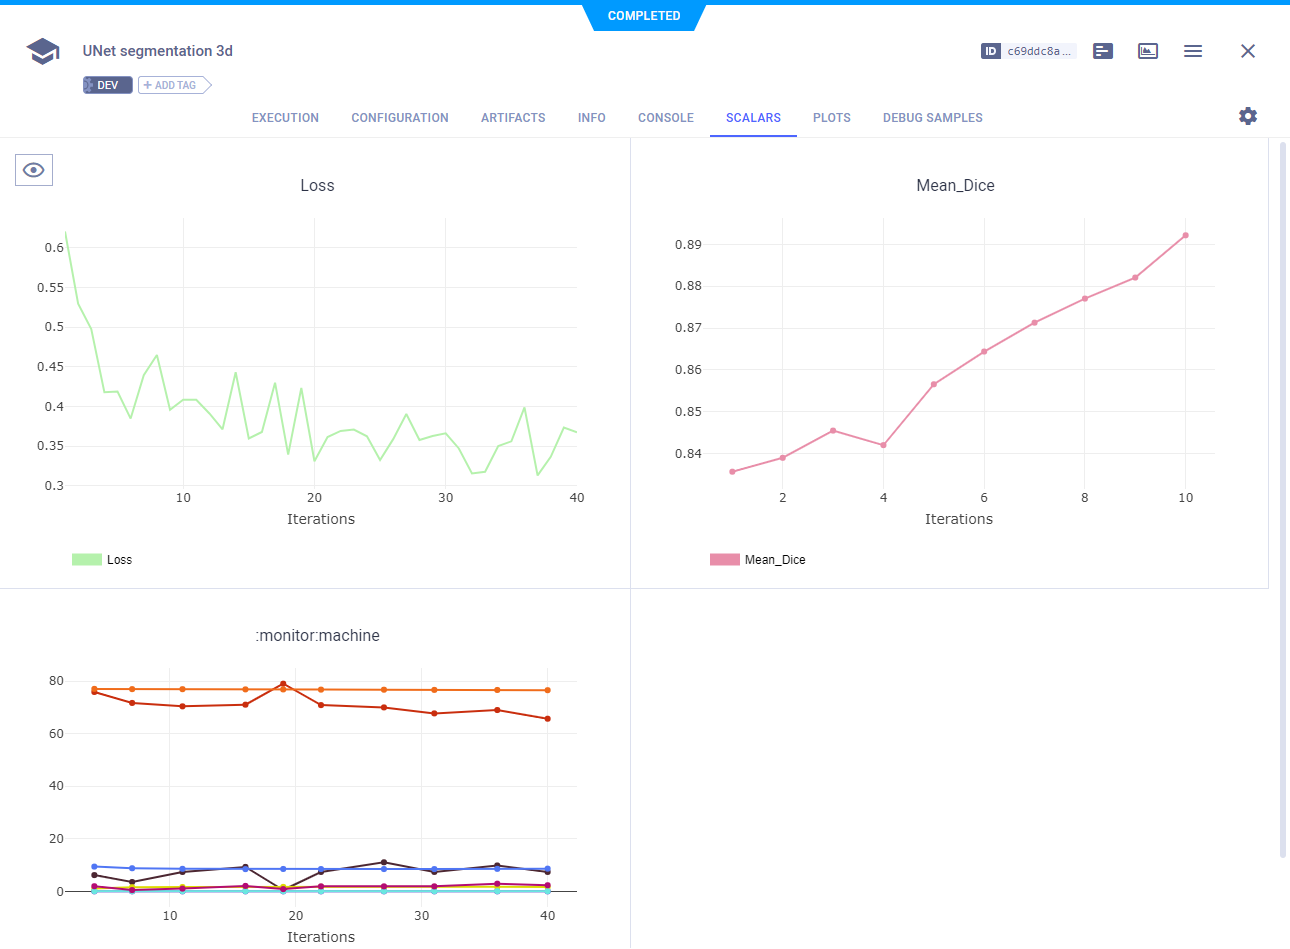 COMPLETED
UNet segmentation 3d
ID c69ddc8a ...
DEV
+ ADD TAG
EXECUTION CONFIGURATION ARTIFACTS INFO CONSOLE SCALARS PLOTS DEBUG SAMPLES
Loss
0.6
0.55
0.5
0.45
0.4
0.35
0.3
10 20 30 40
Iterations
Loss
Mean_Dice
0.89
0.88
0.87
0.86
0.85
0.84
2 4 6 8 10
Iterations
Mean_Dice
:monitor:machine
80
60
40
20
0
10 20 30 40
Iterations